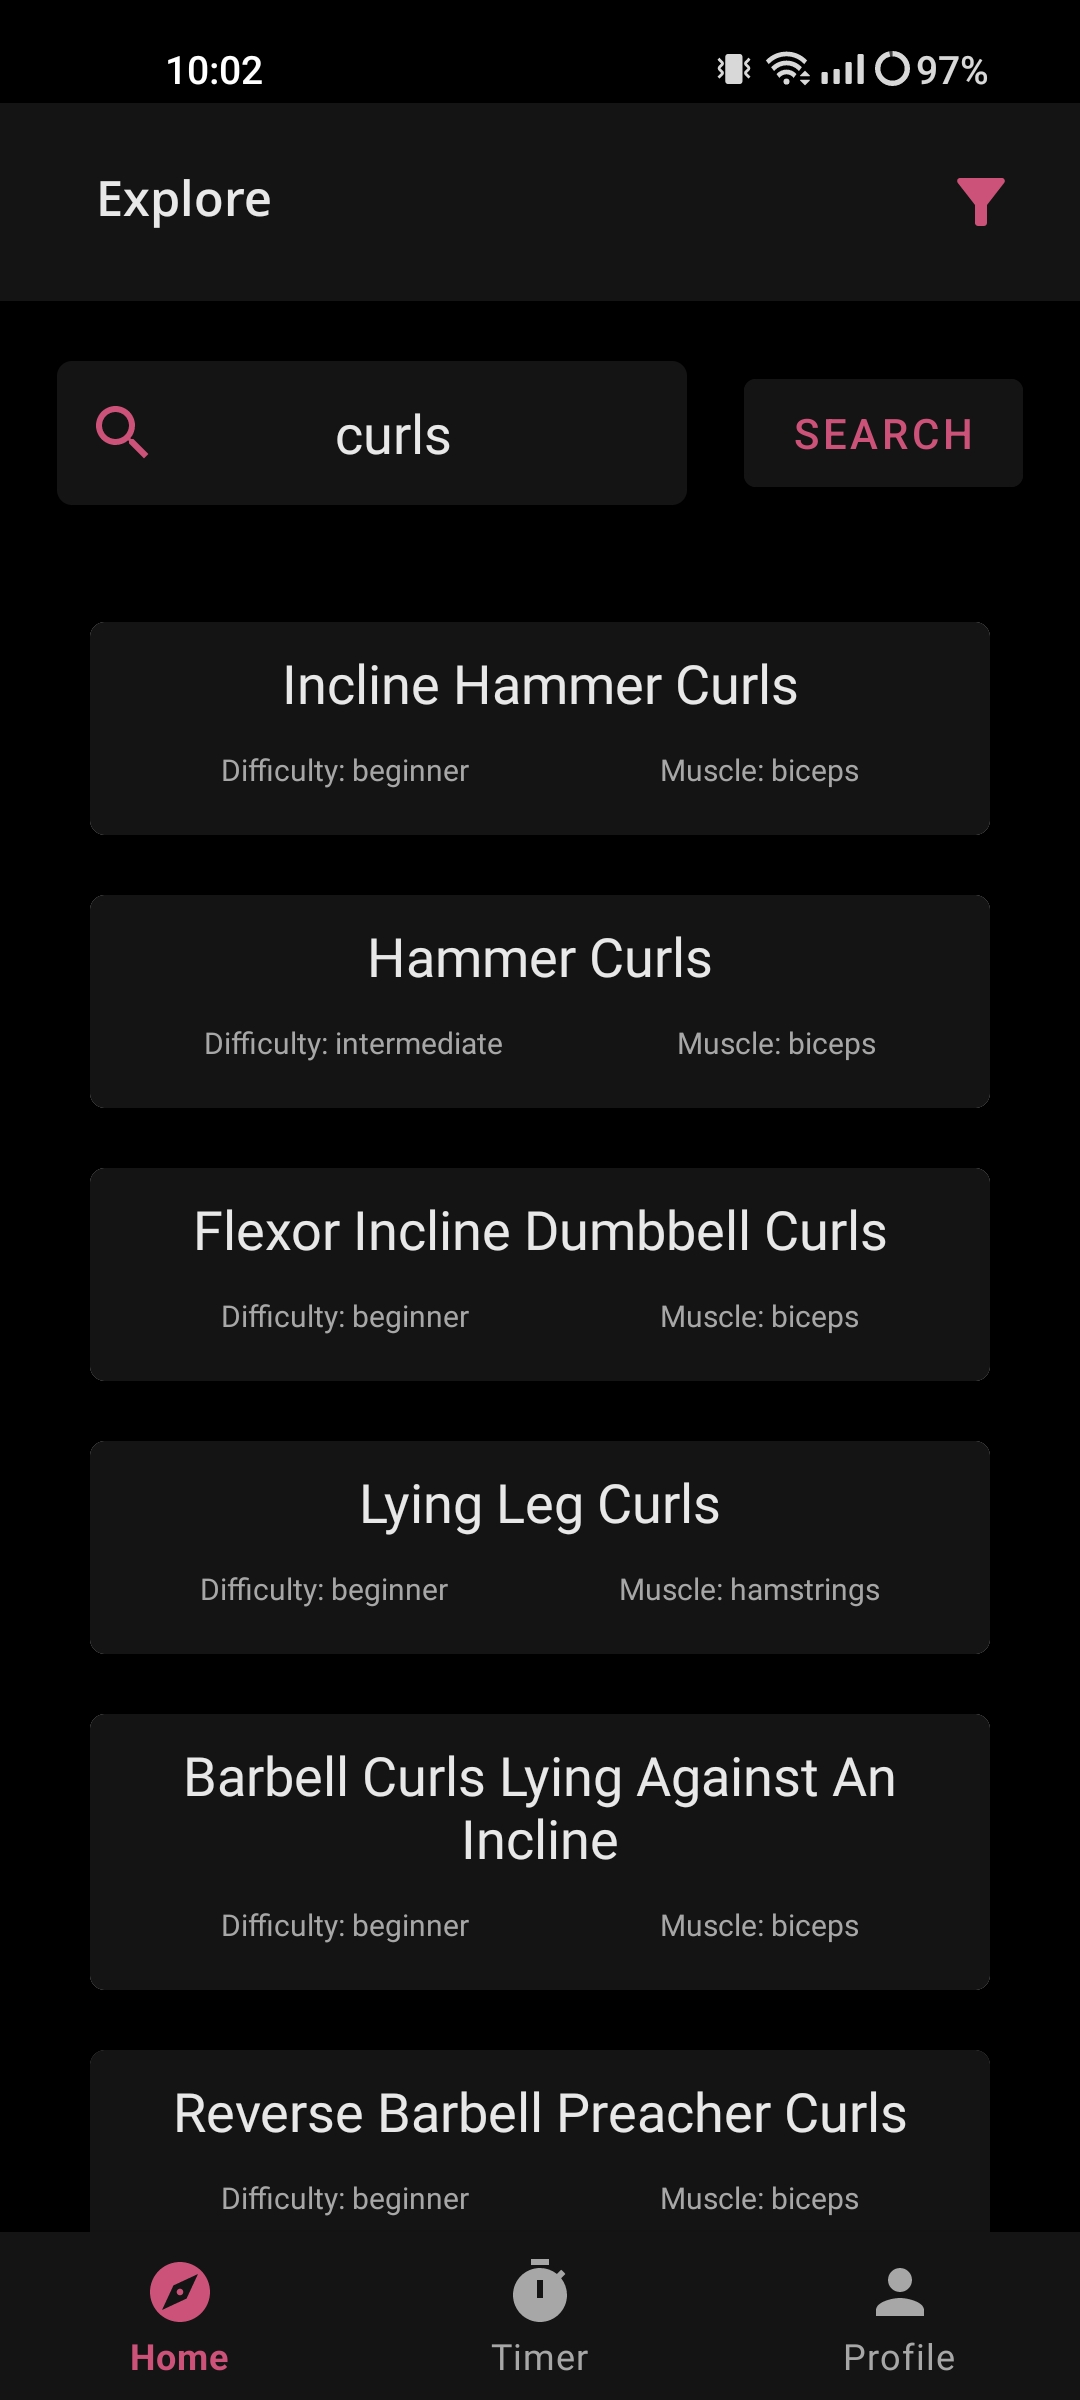 10:02
97%
Explore
curls
SEARCH
Incline Hammer Curls
Difficulty: beginner Muscle: biceps
Hammer Curls
Difficulty: intermediate Muscle: biceps
Flexor Incline Dumbbell Curls
Difficulty: beginner Muscle: biceps
Lying Leg Curls
Difficulty: beginner Muscle: hamstrings
Barbell Curls Lying Against An
Incline
Difficulty: beginner Muscle: biceps
Reverse Barbell Preacher Curls
Difficulty: beginner Muscle: biceps
Home Timer Profile